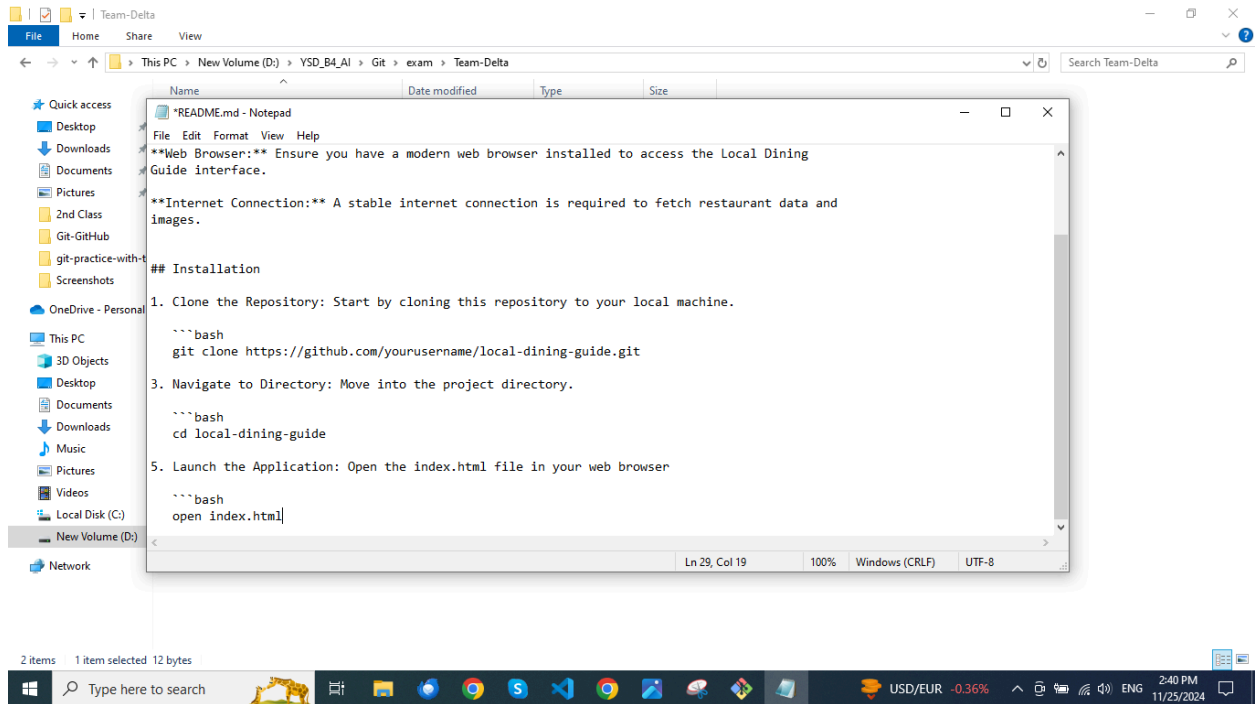 Team-Delta
File Home Share View
This PC > New Volume (D:) > YSD_B4_AI > Git > exam > Team-Delta
Search Team-Delta
Name Date modified Type Size
Quick access
Desktop
Downloads
Documents
Pictures
2nd Class
Git-GitHub
git-practice-with-t
Screenshots
OneDrive - Personal
This PC
3D Objects
Desktop
Documents
Downloads
Music
Pictures
Videos
Local Disk (C:)
New Volume (D:)
Network
*README.md - Notepad
File Edit Format View Help
**Web Browser:** Ensure you have a modern web browser installed to access the Local Dining
Guide interface.
**Internet Connection:** A stable internet connection is required to fetch restaurant data and
images.
## Installation
1. Clone the Repository: Start by cloning this repository to your local machine.
```bash
git clone https://github.com/yourusername/local-dining-guide.git
3. Navigate to Directory: Move into the project directory.
```bash
cd local-dining-guide
5. Launch the Application: Open the index.html file in your web browser
```bash
open index.html
Ln 29, Col 19 100% Windows (CRLF) UTF-8
2 items 1 item selected 12 bytes
Type here to search
USD/EUR -0.36%
ENG
2:40 PM
11/25/2024